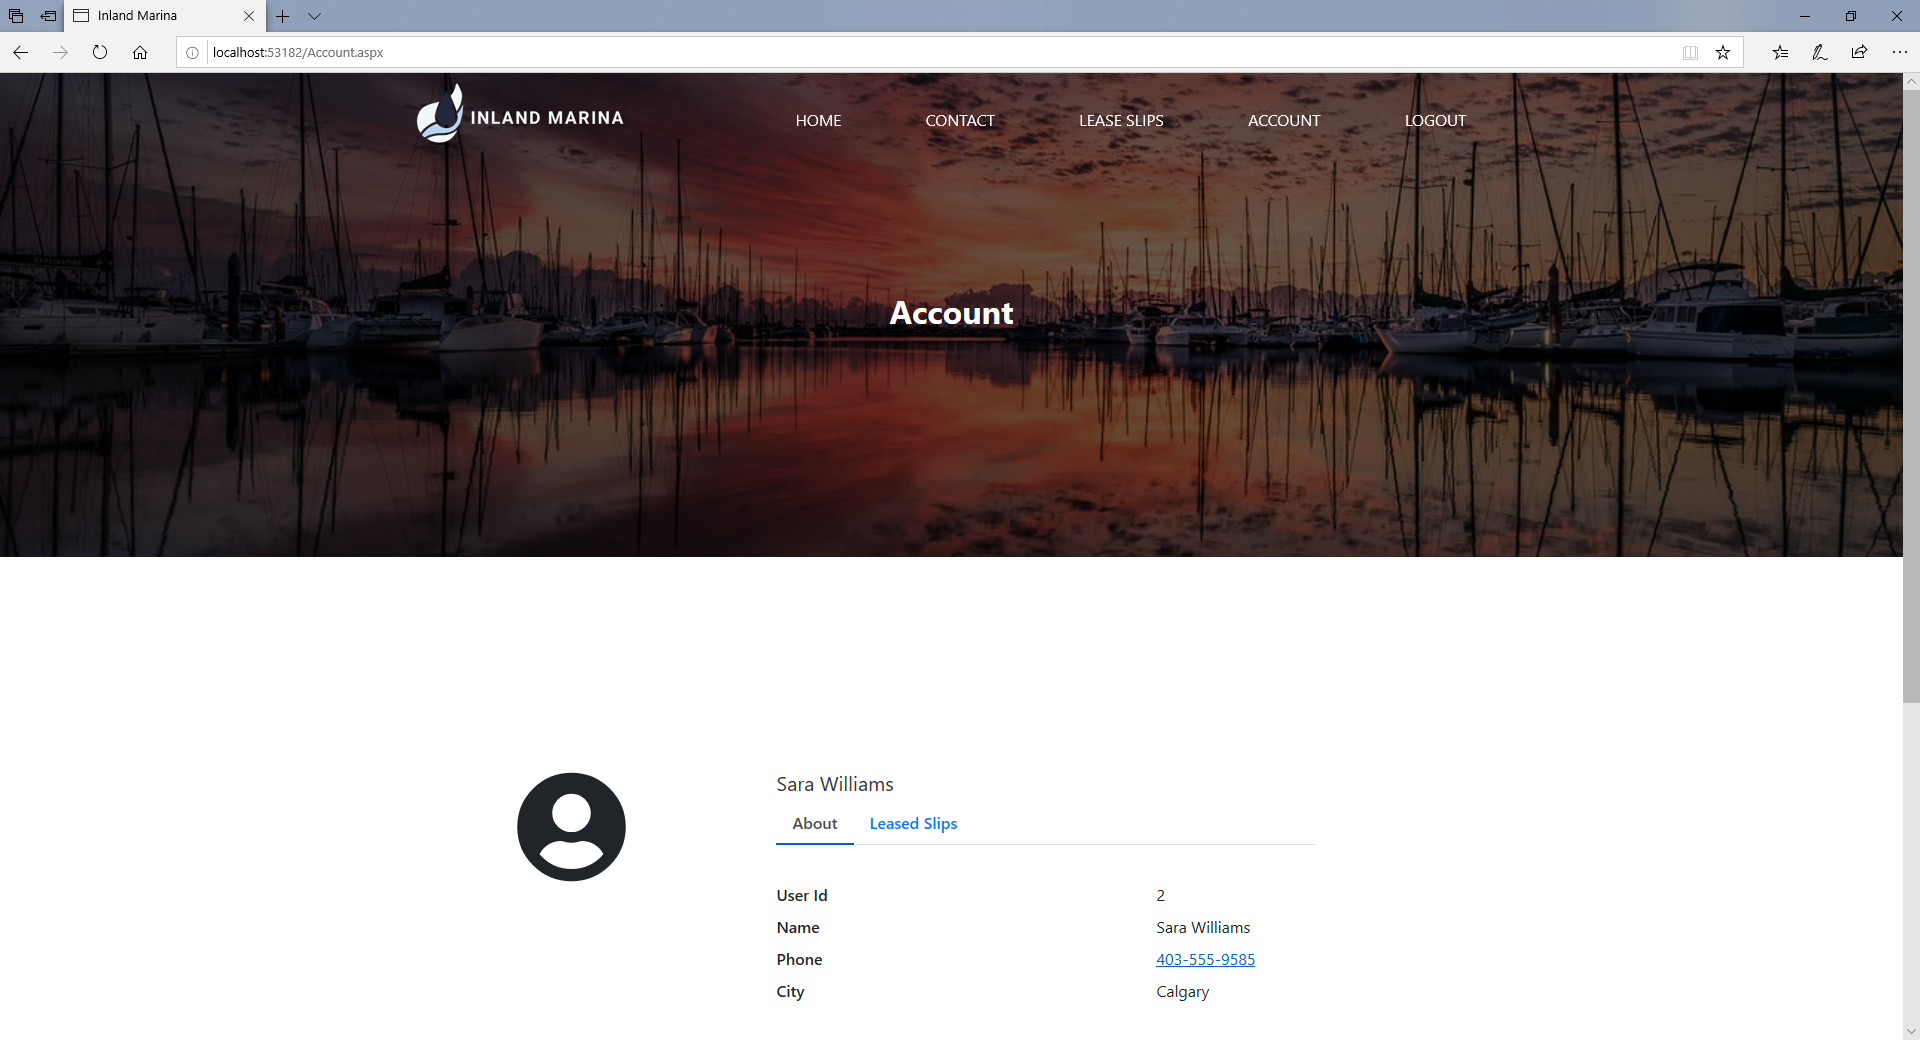 Inland Marina
localhost:53182/Account.aspx
INLAND MARINA
HOME
CONTACT
LEASE SLIPS
ACCOUNT
LOGOUT
Account
Sara Williams
About
Leased Slips
User Id 2
Name Sara Williams
Phone 403-555-9585
City Calgary